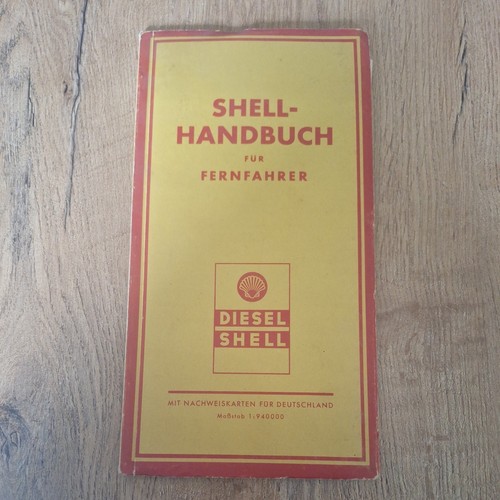 SHELL-
HANDBUCH
FÜR
FERNFAHRER
DIESEL
SHELL
MIT NACHWEISKARTEN FÜR DEUTSCHLAND
Maßstab 1:940000